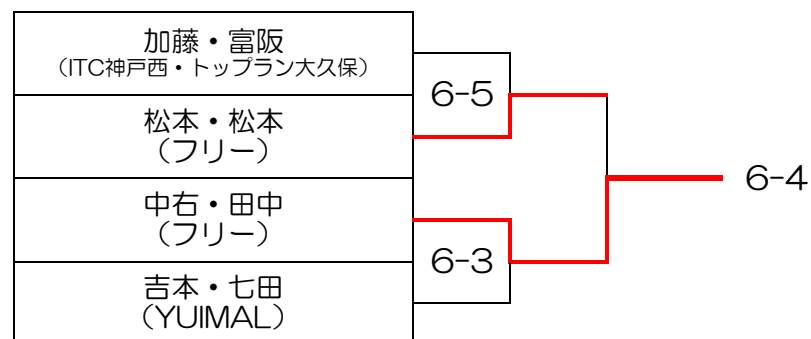 加藤・富阪
（ITC神戸西・トップラン大久保）
6-5
松本・松本
（フリー）
6-4
中右・田中
（フリー）
6-3
吉本・七田
（YUIMAL）